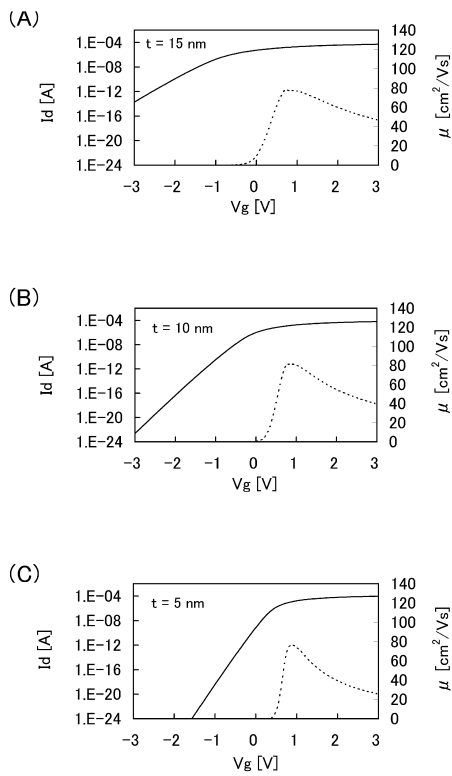 (A)
1.E-04
1.E-08
1.E-12
1.E-16
1.E-20
1.E-24
Id [A]
t = 15 nm
140
120
100
80
60
40
20
0
μ [cm²/Vs]
-3 -2 -1 0 1 2 3
Vg [V]
(B)
1.E-04
1.E-08
1.E-12
1.E-16
1.E-20
1.E-24
Id [A]
t = 10 nm
140
120
100
80
60
40
20
0
μ [cm²/Vs]
-3 -2 -1 0 1 2 3
Vg [V]
(C)
1.E-04
1.E-08
1.E-12
1.E-16
1.E-20
1.E-24
Id [A]
t = 5 nm
140
120
100
80
60
40
20
0
μ [cm²/Vs]
-3 -2 -1 0 1 2 3
Vg [V]